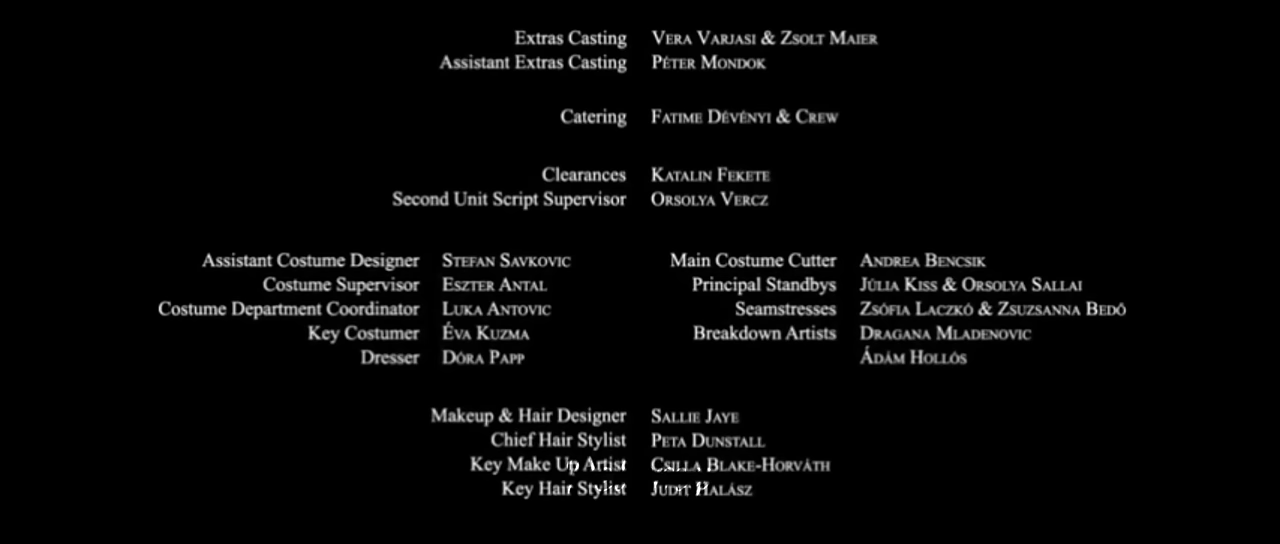 Extras Casting VERA VARJASI & ZSOLT MAIER
Assistant Extras Casting PÉTER MONDOK
Catering FATIME DÉVÉNYI & CREW
Clearances KATALIN FEKETE
Second Unit Script Supervisor ORSOLYA VERCZ
Assistant Costume Designer STEFAN SAVKOVIC
Costume Supervisor ESZTER ANTAL
Costume Department Coordinator LUKA ANTOVIC
Key Costumer ÉVA KUZMA
Dresser DÓRA PAPP
Main Costume Cutter ANDREA BENCSIK
Principal Standbys JÚLIA KISS & ORSOLYA SALLAI
Seamstresses ZSÓFIA LACZKÓ & ZSUZSANNA BEDŐ
Breakdown Artists DRAGANA MLADENOVIC
ÁDÁM HOLLÓS
Makeup & Hair Designer SALLIE JAYE
Chief Hair Stylist PETA DUNSTALL
Key Make Up Artist CSILLA BLAKE-HORVÁTH
Key Hair Stylist JUDIT HALÁSZ